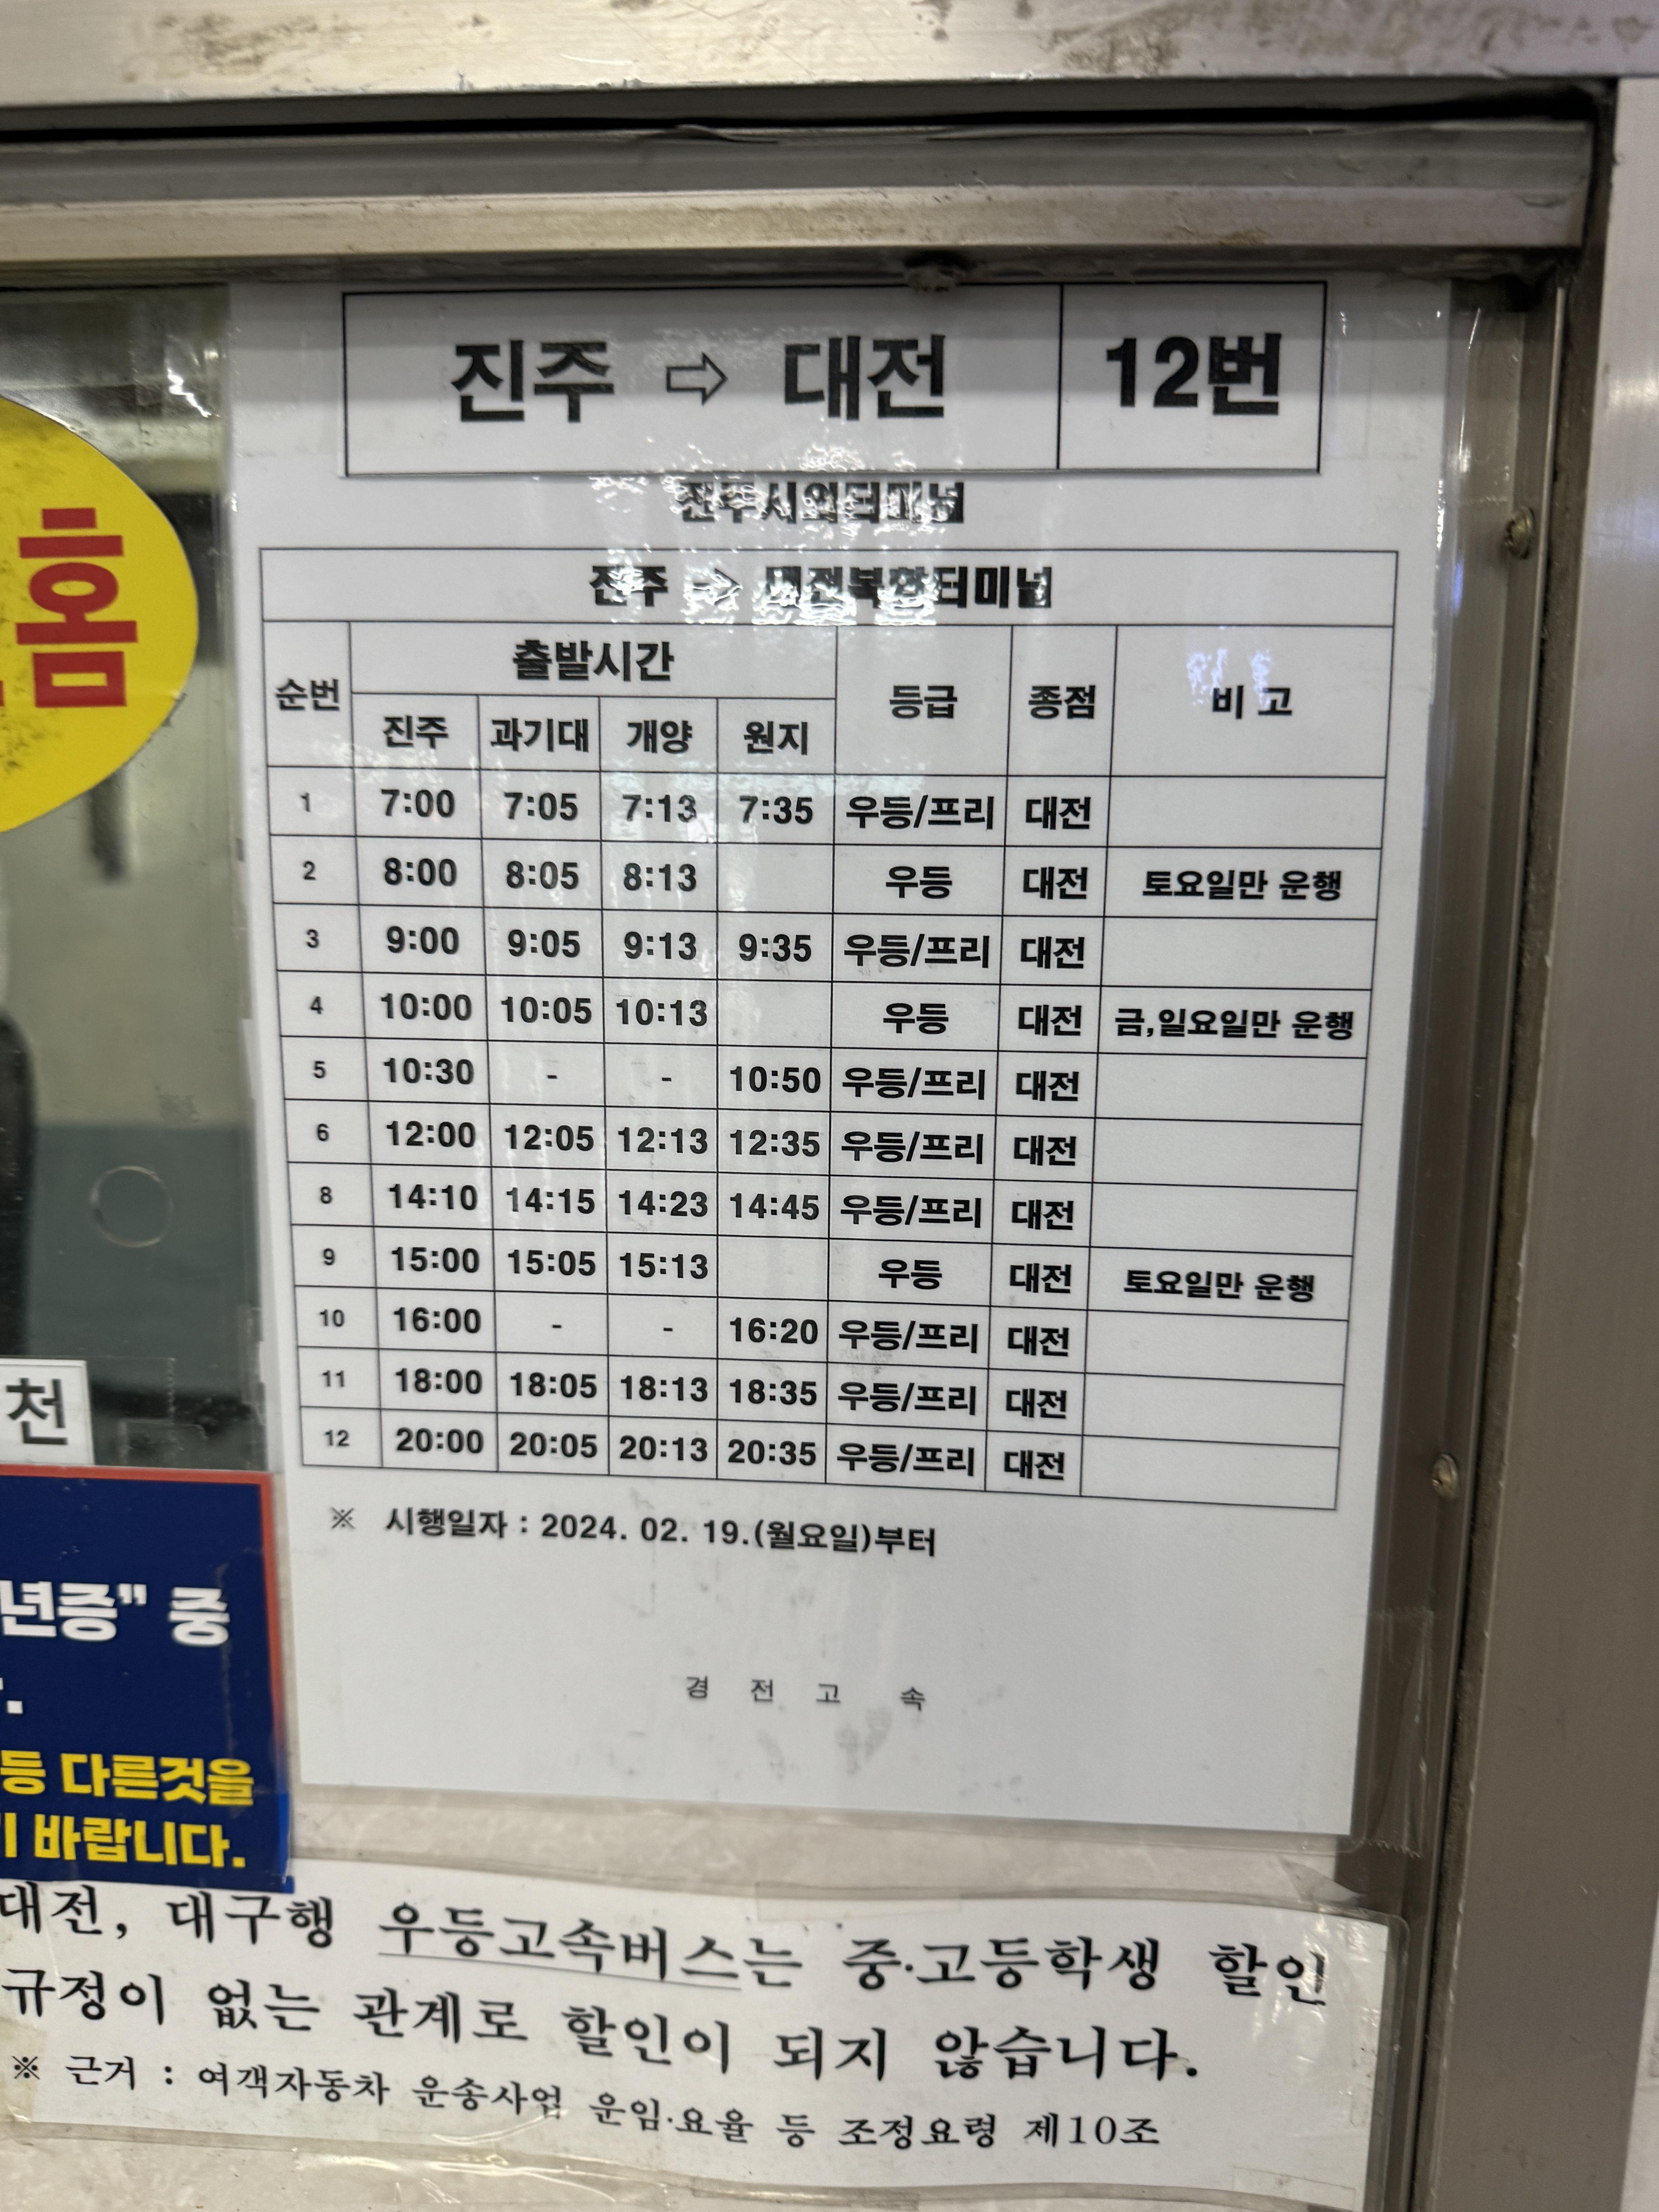 진주 ⇨ 대전 12번
진주시외터미널
진주 ⇨ 대전복합터미널
순번 출발시간 등급 종점 비 고
진주 과기대 개양 원지
1 7:00 7:05 7:13 7:35 우등/프리 대전
2 8:00 8:05 8:13 우등 대전 토요일만 운행
3 9:00 9:05 9:13 9:35 우등/프리 대전
4 10:00 10:05 10:13 우등 대전 금,일요일만 운행
5 10:30 - - 10:50 우등/프리 대전
6 12:00 12:05 12:13 12:35 우등/프리 대전
8 14:10 14:15 14:23 14:45 우등/프리 대전
9 15:00 15:05 15:13 우등 대전 토요일만 운행
10 16:00 - - 16:20 우등/프리 대전
11 18:00 18:05 18:13 18:35 우등/프리 대전
12 20:00 20:05 20:13 20:35 우등/프리 대전
※ 시행일자 : 2024. 02. 19.(월요일)부터
경 전 고 속
홈
천
년증" 중
등 다른것을
바랍니다.
대전, 대구행 우등고속버스는 중·고등학생 할인
규정이 없는 관계로 할인이 되지 않습니다.
※ 근거 : 여객자동차 운송사업 운임·요율 등 조정요령 제10조